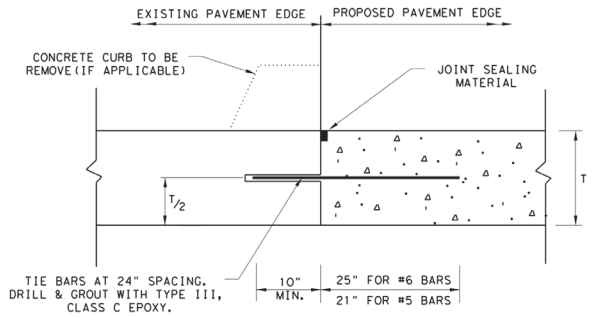 EXISTING PAVEMENT EDGE
PROPOSED PAVEMENT EDGE
CONCRETE CURB TO BE
REMOVE(IF APPLICABLE)
JOINT SEALING
MATERIAL
T/2
T
TIE BARS AT 24" SPACING.
DRILL & GROUT WITH TYPE III,
CLASS C EPOXY.
10"
MIN.
25" FOR #6 BARS
21" FOR #5 BARS